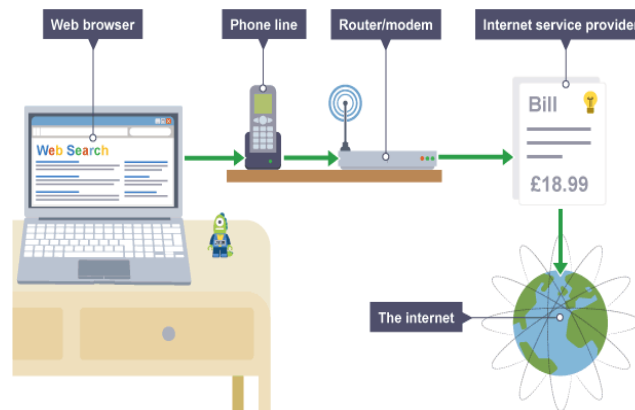 Web browser
Phone line
Router/modem
Internet service provider
Web Search
Bill
£18.99
The internet